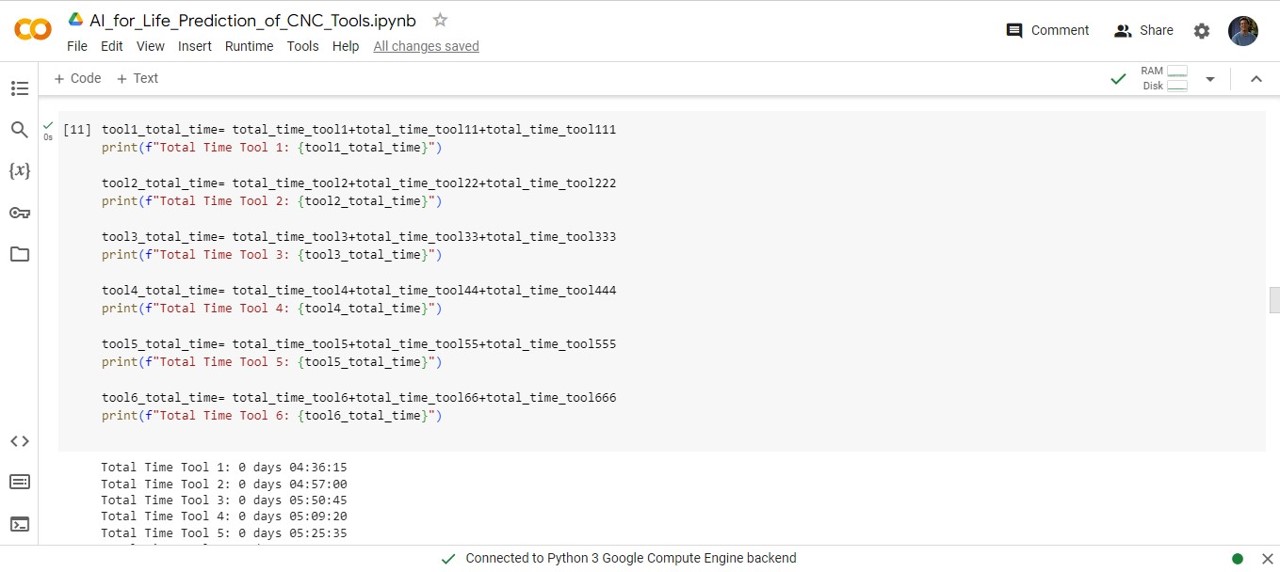 AI_for_Life_Prediction_of_CNC_Tools.ipynb
File Edit View Insert Runtime Tools Help All changes saved
Comment Share
+ Code + Text
RAM
Disk
0s
[11] tool1_total_time= total_time_tool1+total_time_tool11+total_time_tool111
print(f"Total Time Tool 1: {tool1_total_time}")
tool2_total_time= total_time_tool2+total_time_tool22+total_time_tool222
print(f"Total Time Tool 2: {tool2_total_time}")
tool3_total_time= total_time_tool3+total_time_tool33+total_time_tool333
print(f"Total Time Tool 3: {tool3_total_time}")
tool4_total_time= total_time_tool4+total_time_tool44+total_time_tool444
print(f"Total Time Tool 4: {tool4_total_time}")
tool5_total_time= total_time_tool5+total_time_tool55+total_time_tool555
print(f"Total Time Tool 5: {tool5_total_time}")
tool6_total_time= total_time_tool6+total_time_tool66+total_time_tool666
print(f"Total Time Tool 6: {tool6_total_time}")
Total Time Tool 1: 0 days 04:36:15
Total Time Tool 2: 0 days 04:57:00
Total Time Tool 3: 0 days 05:50:45
Total Time Tool 4: 0 days 05:09:20
Total Time Tool 5: 0 days 05:25:35
Connected to Python 3 Google Compute Engine backend